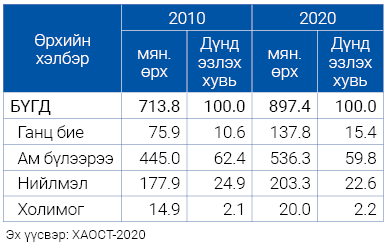 Өрхийн хэлбэр 2010 2020
мян. өрх Дүнд эзлэх хувь мян. өрх Дүнд эзлэх хувь
БҮГД 713.8 100.0 897.4 100.0
Ганц бие 75.9 10.6 137.8 15.4
Ам бүлээрээ 445.0 62.4 536.3 59.8
Нийлмэл 177.9 24.9 203.3 22.6
Холимог 14.9 2.1 20.0 2.2
Эх үүсвэр: ХАОСТ-2020